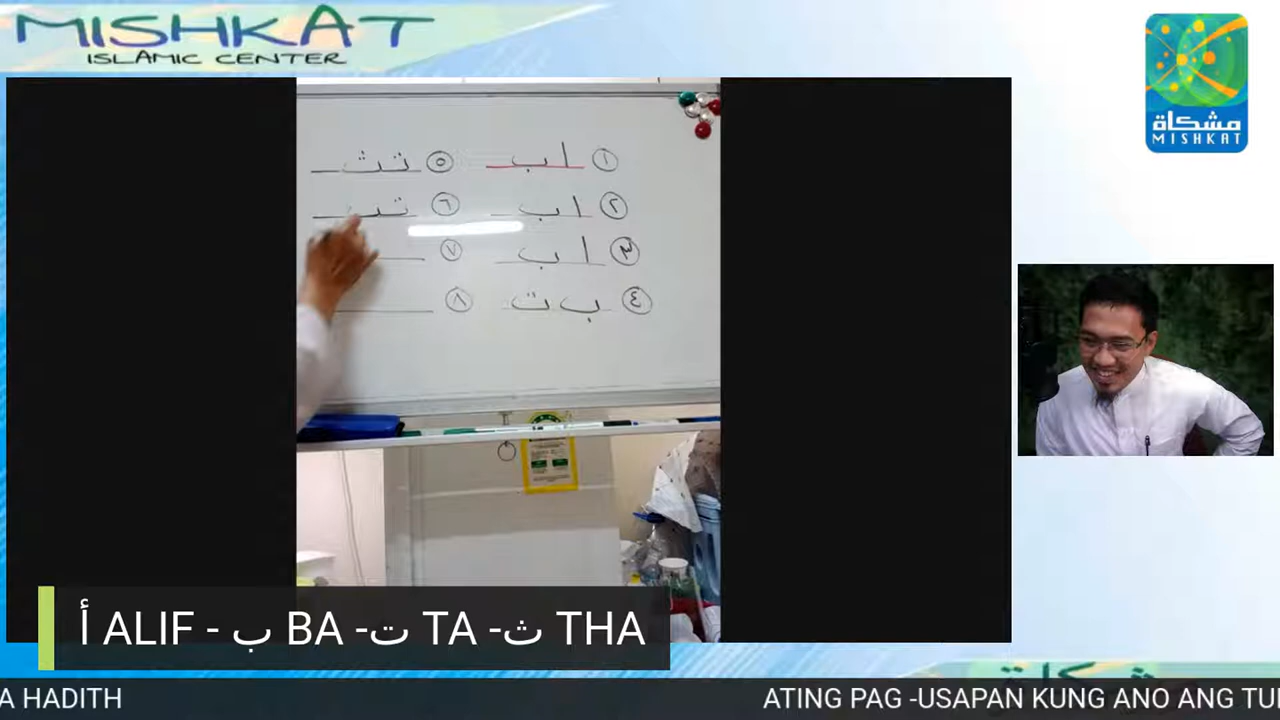 MISHKAT
ISLAMIC CENTER
مشكاة
MISHKAT
١ ا ب
٢ ا ب
٣ ا ب
٤ ب ت
٥ تث
٦
٧
٨
أ ALIF - ب BA -ت TA -ث THA
A HADITH
ATING PAG -USAPAN KUNG ANO ANG TU